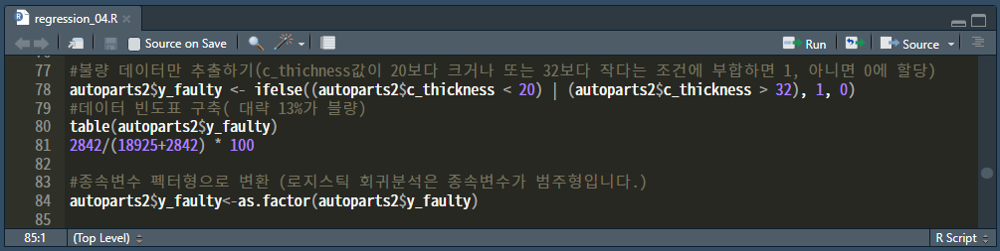 regression_04.R
Source on Save
Run
Source
77 #불량 데이터만 추출하기(c_thichness값이 20보다 크거나 또는 32보다 작다는 조건에 부합하면 1, 아니면 0에 할당)
78 autoparts2$y_faulty <- ifelse((autoparts2$c_thickness < 20) | (autoparts2$c_thickness > 32), 1, 0)
79 #데이터 빈도표 구축( 대략 13%가 불량)
80 table(autoparts2$y_faulty)
81 2842/(18925+2842) * 100
82
83 #종속변수 펙터형으로 변환 (로지스틱 회귀분석은 종속변수가 범주형입니다.)
84 autoparts2$y_faulty<-as.factor(autoparts2$y_faulty)
85
85:1 (Top Level) R Script